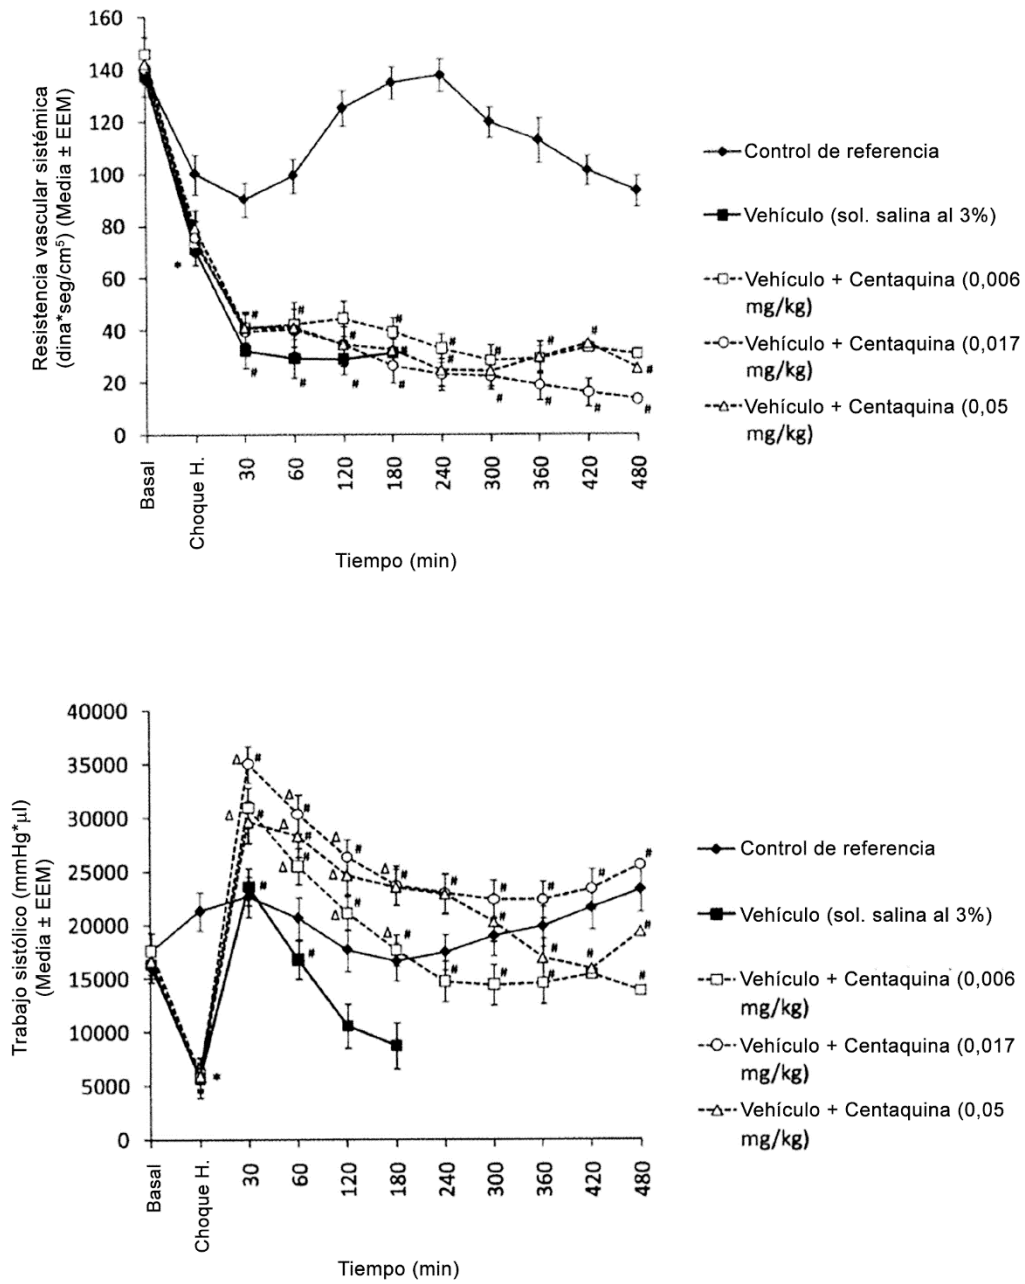 Resistencia vascular sistémica
(dina*seg/cm⁵) (Media ± EEM)
160
140
120
100
80
60
40
20
0
*
#
Basal
Choque H.
30
60
120
180
240
300
360
420
480
Tiempo (min)
Control de referencia
Vehículo (sol. salina al 3%)
Vehículo + Centaquina (0,006
mg/kg)
Vehículo + Centaquina (0,017
mg/kg)
Vehículo + Centaquina (0,05
mg/kg)
Trabajo sistólico (mmHg*µl)
(Media ± EEM)
40000
35000
30000
25000
20000
15000
10000
5000
0
Δ
#
*
Basal
Choque H.
30
60
120
180
240
300
360
420
480
Tiempo (min)
Control de referencia
Vehículo (sol. salina al 3%)
Vehículo + Centaquina (0,006
mg/kg)
Vehículo + Centaquina (0,017
mg/kg)
Vehículo + Centaquina (0,05
mg/kg)